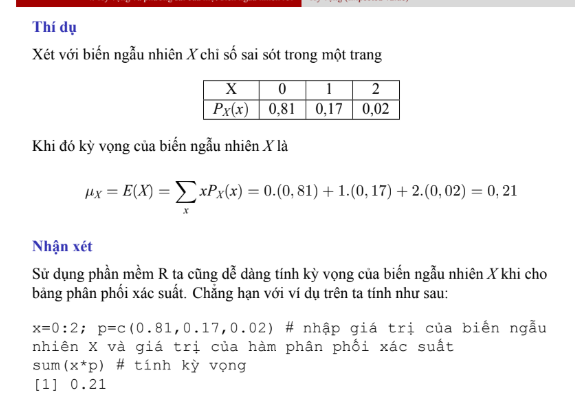 Thí dụ
Xét với biến ngẫu nhiên X chỉ số sai sót trong một trang
X 0 1 2
P_X(x) 0,81 0,17 0,02
Khi đó kỳ vọng của biến ngẫu nhiên X là
μ_X = E(X) = ∑_x xP_X(x) = 0.(0, 81) + 1.(0, 17) + 2.(0, 02) = 0, 21
Nhận xét
Sử dụng phần mềm R ta cũng dễ dàng tính kỳ vọng của biến ngẫu nhiên X khi cho
bảng phân phối xác suất. Chẳng hạn với ví dụ trên ta tính như sau:
x=0:2; p=c(0.81,0.17,0.02) # nhập giá trị của biến ngẫu
nhiên X và giá trị của hàm phân phối xác suất
sum(x*p) # tính kỳ vọng
[1] 0.21